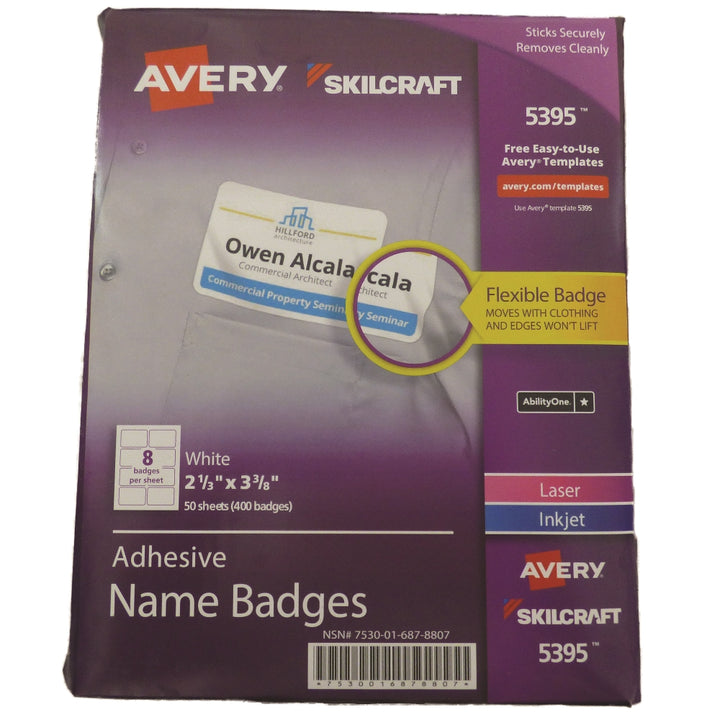 AVERY®
SKILCRAFT
Sticks Securely
Removes Cleanly
5395™
Free Easy-to-Use
Avery® Templates
avery.com/templates
Use Avery® template 5395
HILLFORD
architecture
Owen Alcala
Commercial Architect
Commercial Property Semin
cala
chitect
y Seminar
Flexible Badge
MOVES WITH CLOTHING
AND EDGES WON'T LIFT
AbilityOne.
8
badges
per sheet
White
2 1/3" x 3 3/8"
50 sheets (400 badges)
Laser
Inkjet
Adhesive
Name Badges
AVERY
SKILCRAFT
5395™
NSN# 7530-01-687-8807
*7530016878807*